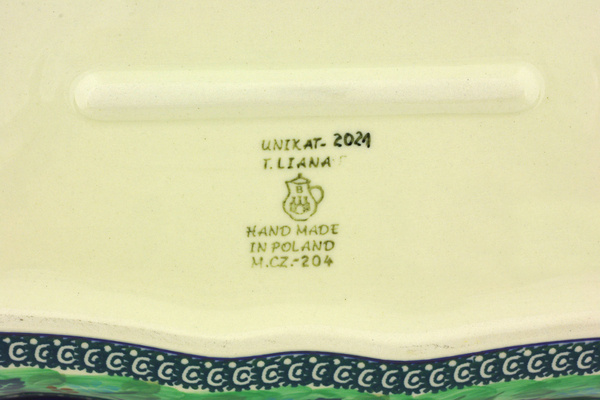 UNIKAT- 2021
T. LIANA
B
HAND MADE
IN POLAND
M.CZ.-204